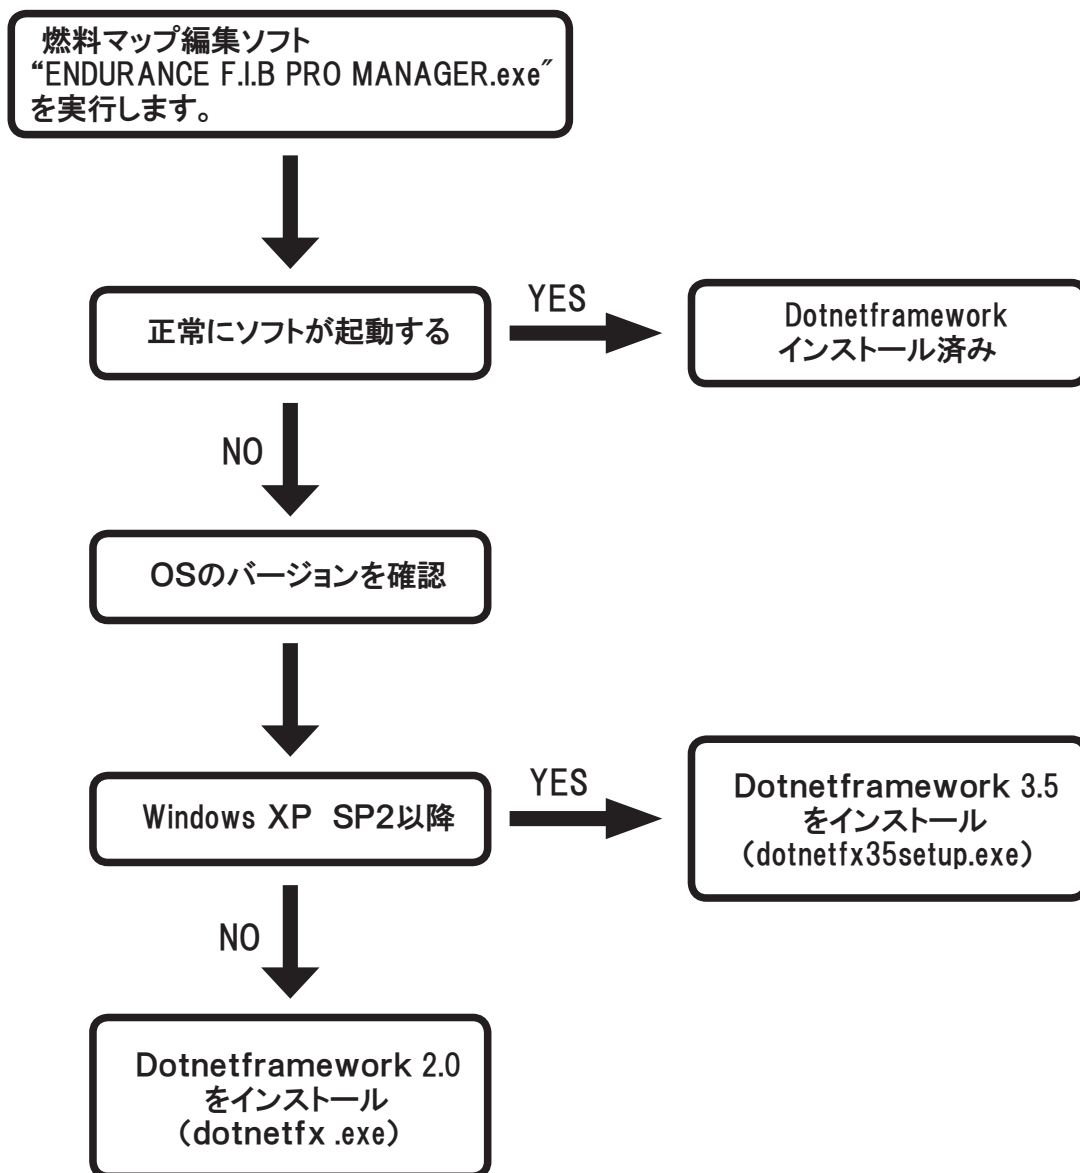 燃料マップ編集ソフト
“ENDURANCE F.I.B PRO MANAGER.exe”
を実行します。
正常にソフトが起動する
YES
Dotnetframework
インストール済み
NO
OSのバージョンを確認
Windows XP SP2以降
YES
Dotnetframework 3.5
をインストール
(dotnetfx35setup.exe)
NO
Dotnetframework 2.0
をインストール
(dotnetfx .exe)